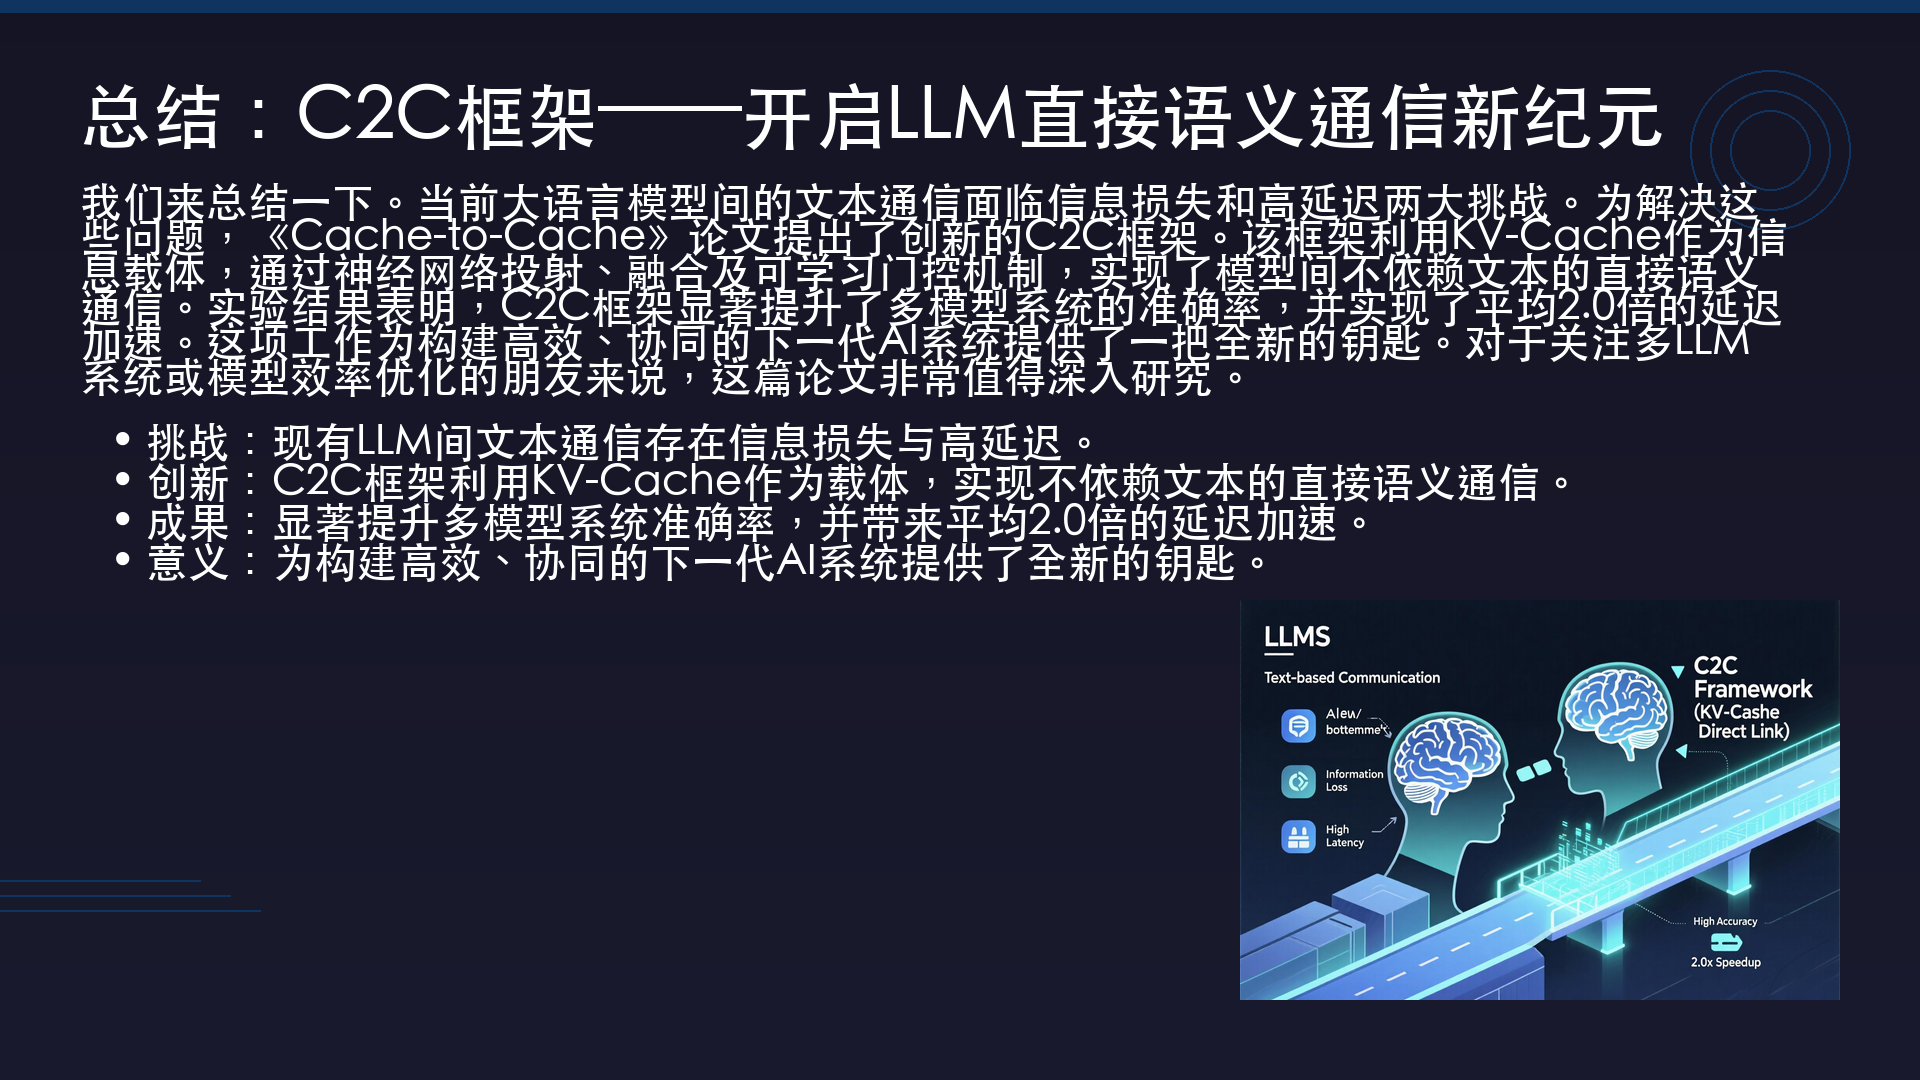 总结：C2C框架——开启LLM直接语义通信新纪元
我们来总结一下。当前大语言模型间的文本通信面临信息损失和高延迟两大挑战。为解决这
些问题，《Cache-to-Cache》论文提出了创新的C2C框架。该框架利用KV-Cache作为信
息载体，通过神经网络投射、融合及可学习门控机制，实现了模型间不依赖文本的直接语义
通信。实验结果表明，C2C框架显著提升了多模型系统的准确率，并实现了平均2.0倍的延迟
加速。这项工作为构建高效、协同的下一代AI系统提供了一把全新的钥匙。对于关注多LLM
系统或模型效率优化的朋友来说，这篇论文非常值得深入研究。
• 挑战：现有LLM间文本通信存在信息损失与高延迟。
• 创新：C2C框架利用KV-Cache作为载体，实现不依赖文本的直接语义通信。
• 成果：显著提升多模型系统准确率，并带来平均2.0倍的延迟加速。
• 意义：为构建高效、协同的下一代AI系统提供了全新的钥匙。
LLMS
Text-based Communication
Information
Loss
High
Latency
C2C
Framework
(KV-Cashe
Direct Link)
High Accuracy
2.0x Speedup